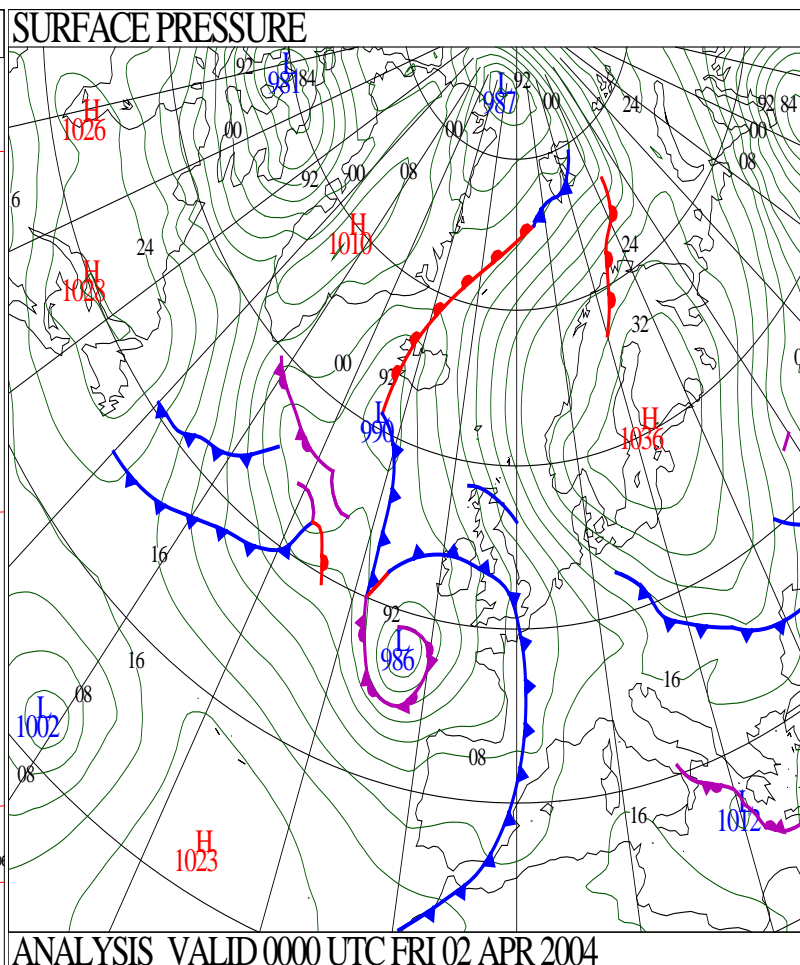 SURFACE PRESSURE
92 L 981 84
L 987 92 00
24
92 84
H 1026
00
00
00
08
92
00
08
6
24
H 1010
24
H 1028
32
00
92
L 990
H 1036
0
16
92
L 986
16
08
16
L 1002
08
08
16
L 1012
H 1023
ANALYSIS VALID 0000 UTC FRI 02 APR 2004